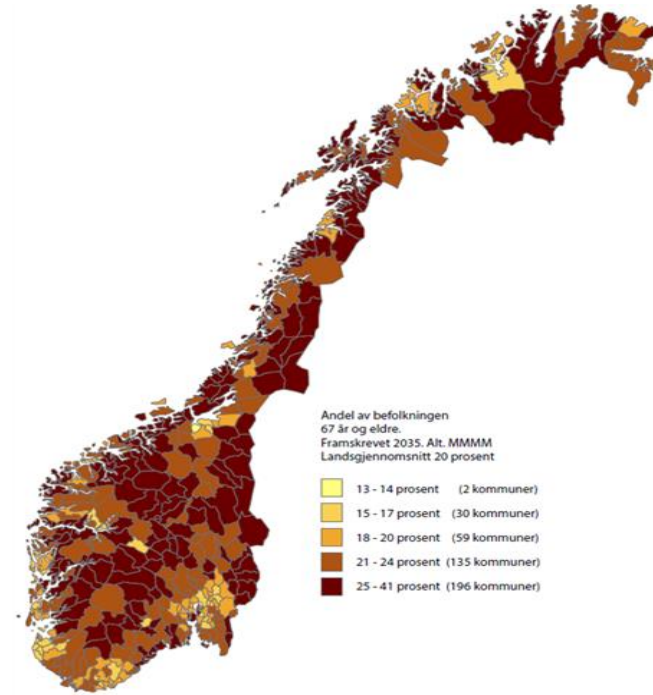 Andel av befolkningen
67 år og eldre.
Framskrevet 2035. Alt. MMMM
Landsgjennomsnitt 20 prosent
13 - 14 prosent (2 kommuner)
15 - 17 prosent (30 kommuner)
18 - 20 prosent (59 kommuner)
21 - 24 prosent (135 kommuner)
25 - 41 prosent (196 kommuner)